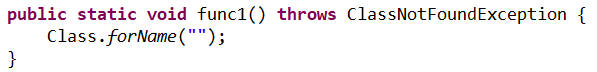 public static void func1() throws ClassNotFoundException {
    Class.forName("");
}